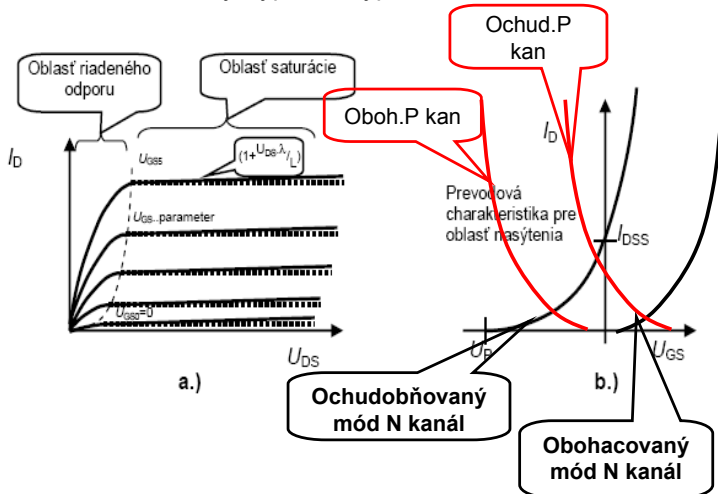 Oblasť riadeného
odporu
Oblasť saturácie
Ochud.P
kan
Oboh.P kan
I_D
U_GS5
(1+U_DS.λ/L)
U_GS..parameter
U_GS0=0
U_DS
a.)
I_D
Prevodová
charakteristika pre
oblasť nasýtenia
I_DSS
U_P
U_GS
b.)
Ochudobňovaný
mód N kanál
Obohacovaný
mód N kanál